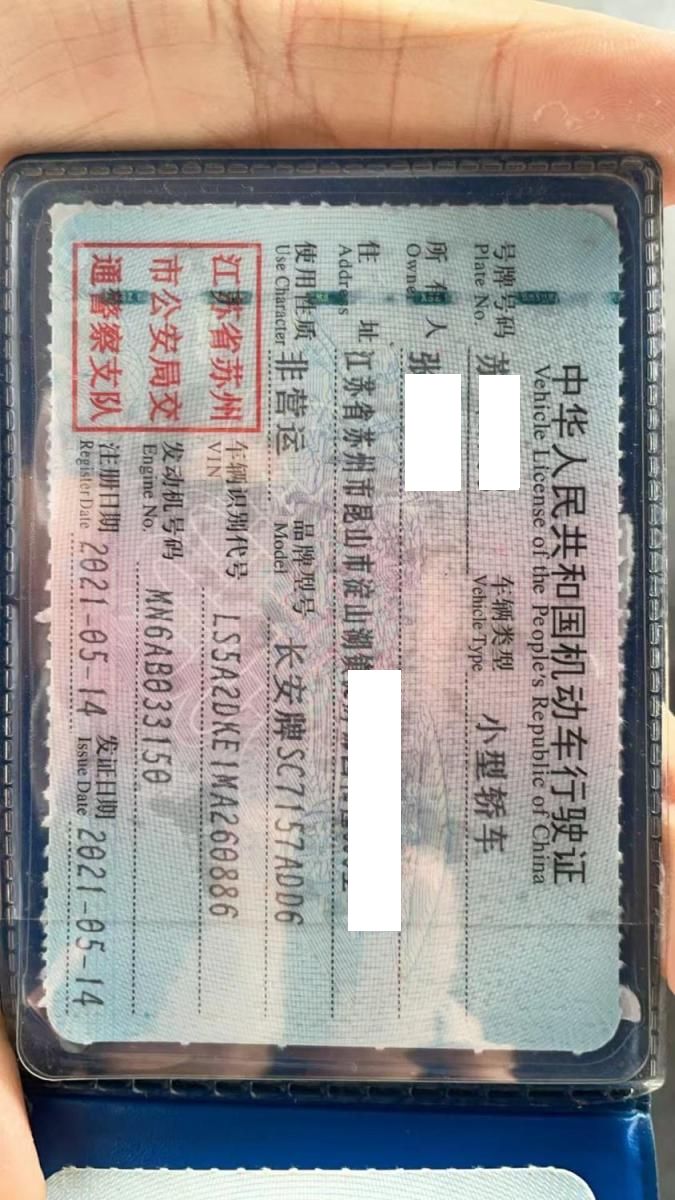 中华人民共和国机动车行驶证
Vehicle License of the People's Republic of China
号牌号码 苏 车辆类型 小型轿车
Plate No. Vehicle Type
所有人 张
Owner
住址 江苏省苏州市昆山市淀山湖镇
Address
使用性质 非营运 品牌型号 长安牌SC7157ADD6
Use Character Model
江苏省苏州
市公安局交
通警察支队
车辆识别代号 LS5A2DKE1MA260886
VIN
发动机号码 MN6AB033150
Engine No.
注册日期 2021-05-14 发证日期 2021-05-14
Register Date Issue Date